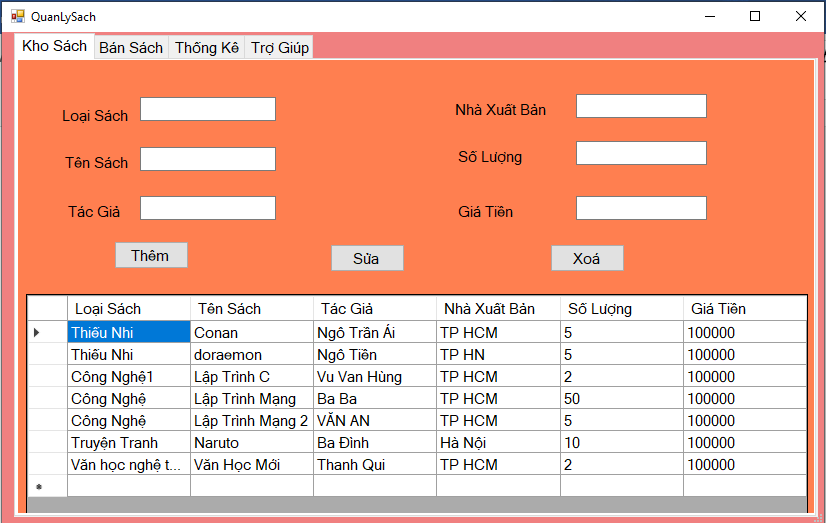 QuanLySach
Kho Sách Bán Sách Thống Kê Trợ Giúp
Loại Sách Nhà Xuất Bản
Tên Sách Số Lượng
Tác Giả Giá Tiền
Thêm Sửa Xoá
Loại Sách Tên Sách Tác Giả Nhà Xuất Bản Số Lượng Giá Tiền
Thiếu Nhi Conan Ngô Trần Ái TP HCM 5 100000
Thiếu Nhi doraemon Ngô Tiên TP HN 5 100000
Công Nghệ1 Lập Trình C Vu Van Hùng TP HCM 2 100000
Công Nghệ Lập Trình Mạng Ba Ba TP HCM 50 100000
Công Nghệ Lập Trình Mạng 2 VĂN AN TP HCM 5 100000
Truyện Tranh Naruto Ba Đình Hà Nội 10 100000
Văn học nghệ t... Văn Học Mới Thanh Qui TP HCM 2 100000